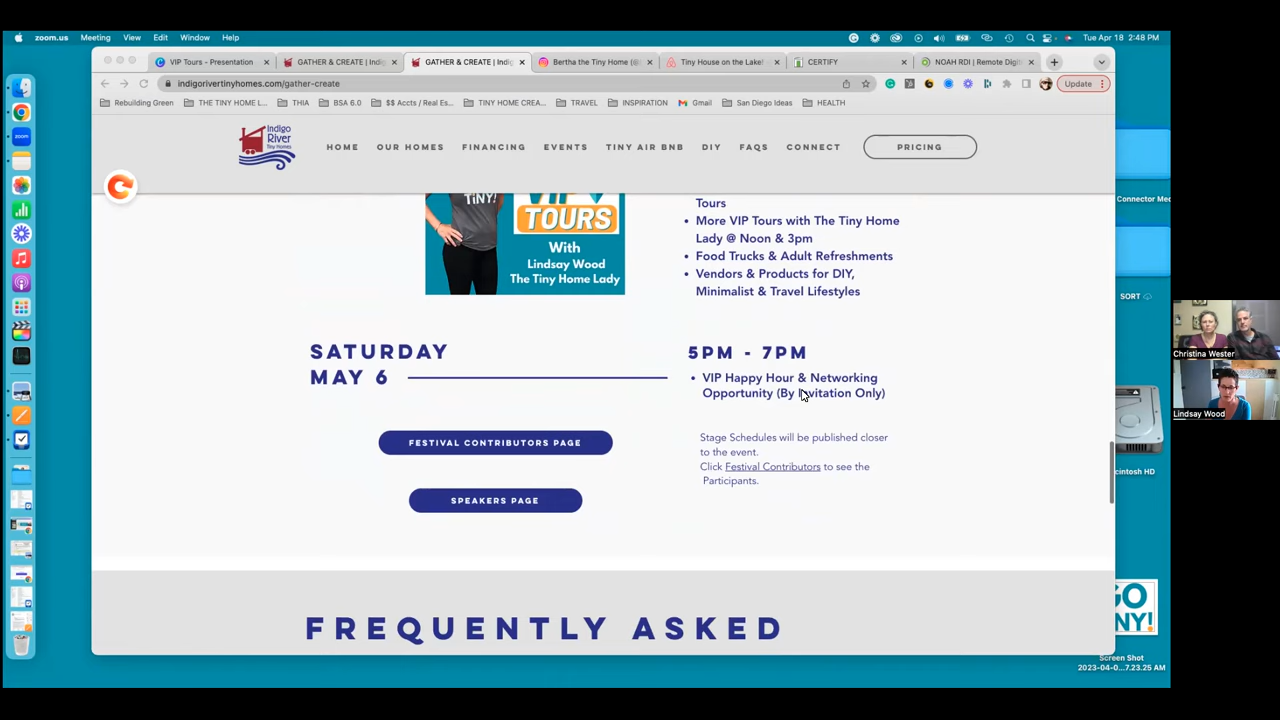 zoom.us Meeting View Edit Window Help
Tue Apr 18 2:48 PM
VIP Tours - Presentation
GATHER & CREATE | Indig
GATHER & CREATE | Indig
Bertha the Tiny Home (@
Tiny House on the Lake!
CERTIFY
NOAH RDI | Remote Digit
indigorivertinyhomes.com/gather-create
Update
Rebuilding Green
THE TINY HOME L...
THIA
BSA 6.0
$$ Accts / Real Es...
TINY HOME CREA...
TRAVEL
INSPIRATION
Gmail
San Diego Ideas
HEALTH
Indigo
River
Tiny Homes
HOME OUR HOMES FINANCING EVENTS TINY AIR BNB DIY FAQS CONNECT PRICING
TINY!
VIP
TOURS
With
Lindsay Wood
The Tiny Home Lady
Tours
More VIP Tours with The Tiny Home
Lady @ Noon & 3pm
Food Trucks & Adult Refreshments
Vendors & Products for DIY,
Minimalist & Travel Lifestyles
SATURDAY
MAY 6
5PM - 7PM
VIP Happy Hour & Networking
Opportunity (By Invitation Only)
FESTIVAL CONTRIBUTORS PAGE
SPEAKERS PAGE
Stage Schedules will be published closer
to the event.
Click Festival Contributors to see the
Participants.
FREQUENTLY ASKED
Connector Med
SORT
Christina Wester
Lindsay Wood
cintosh HD
GO
NY!
Screen Shot
2023-04-0...7.23.25 AM